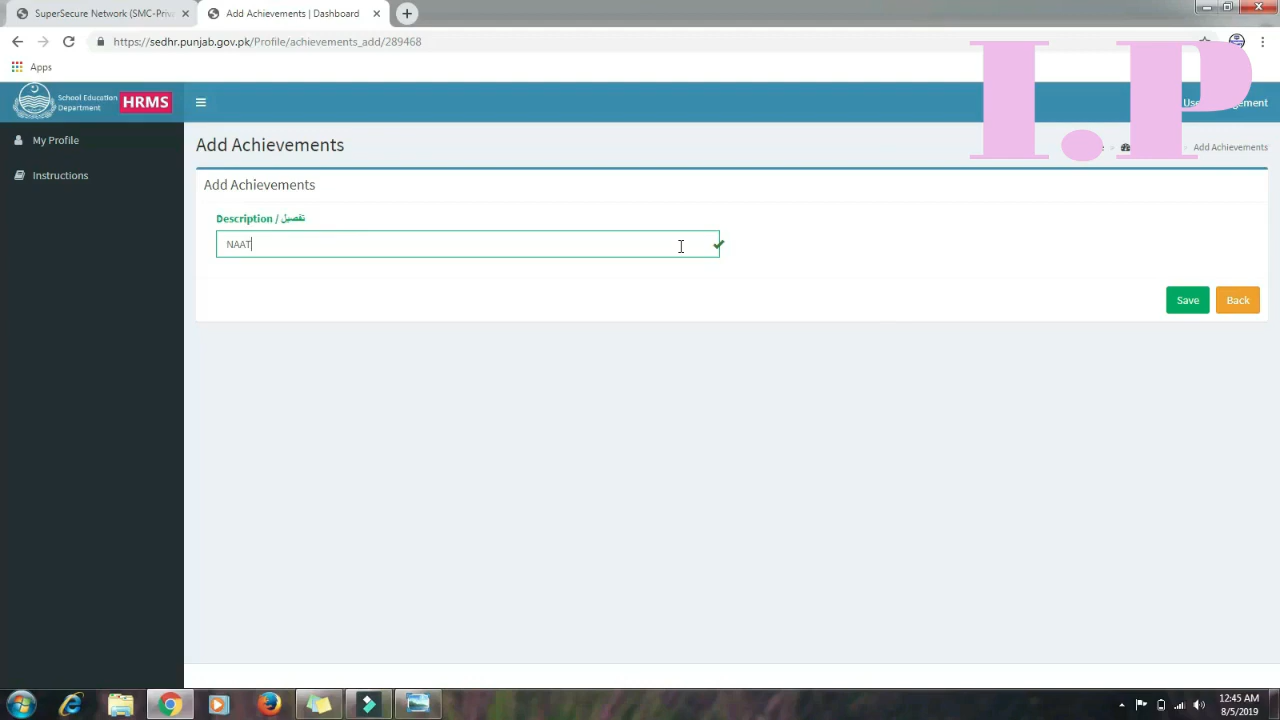 SuperSecure Network (SMC-Priv
Add Achievements | Dashboard
https://sedhr.punjab.gov.pk/Profile/achievements_add/289468
Apps
School Education
Department
HRMS
My Profile
Instructions
I.P
Add Achievements
Add Achievements
Add Achievements
Description / تفصیل
NAAT
Save
Back
12:45 AM
8/5/2019